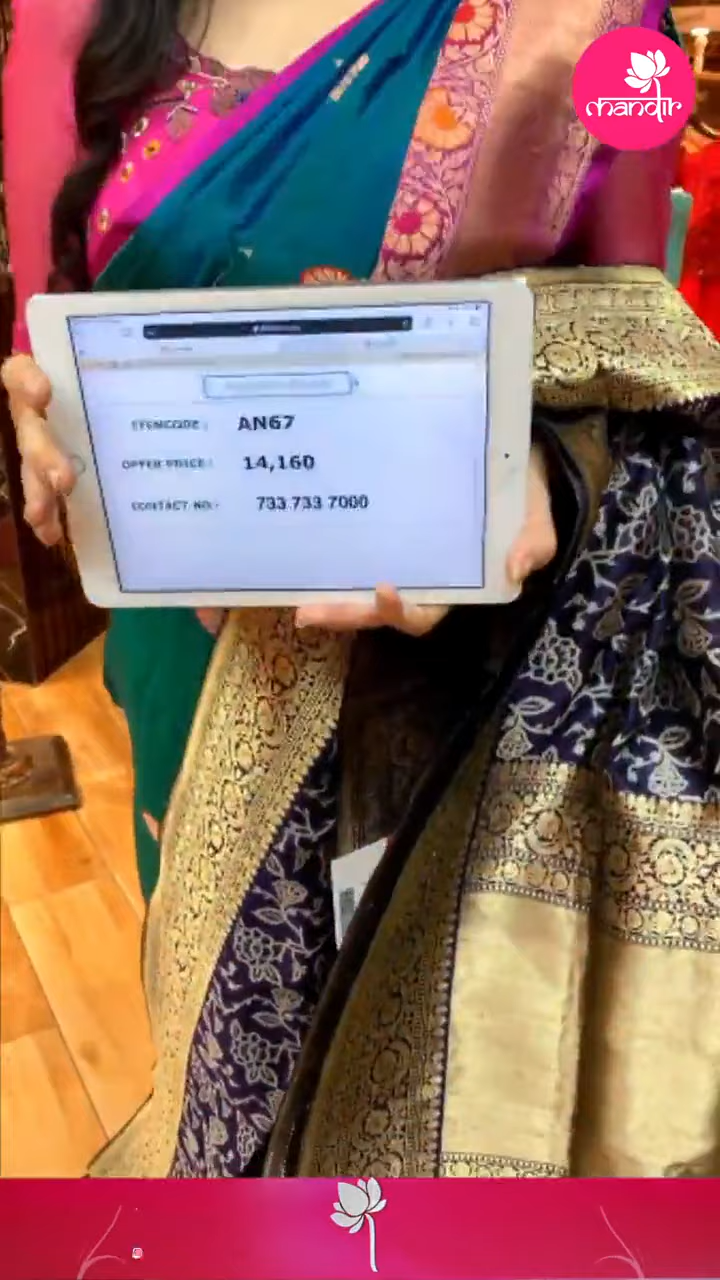 mandir
ITEMCODE : AN67
OFFER PRICE : 14,160
CONTACT NO.- 733 733 7000